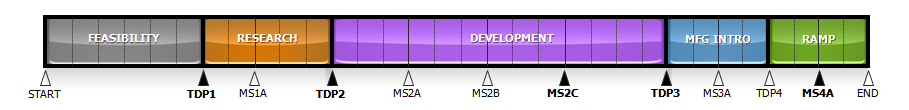 FEASIBILITY RESEARCH DEVELOPMENT MFG INTRO RAMP
START TDP1 MS1A TDP2 MS2A MS2B MS2C TDP3 MS3A TDP4 MS4A END